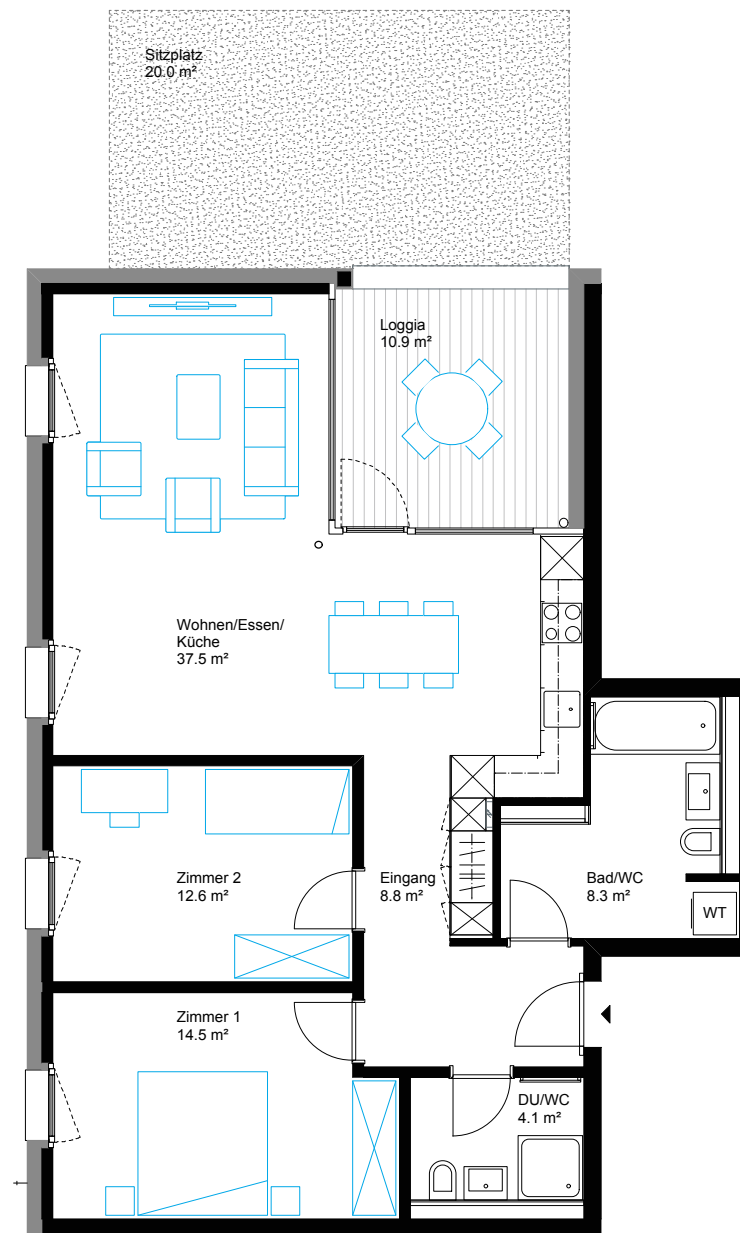 Sitzplatz
20.0 m²
Loggia
10.9 m²
Wohnen/Essen/
Küche
37.5 m²
Zimmer 2
12.6 m²
Eingang
8.8 m²
Bad/WC
8.3 m²
WT
Zimmer 1
14.5 m²
DU/WC
4.1 m²